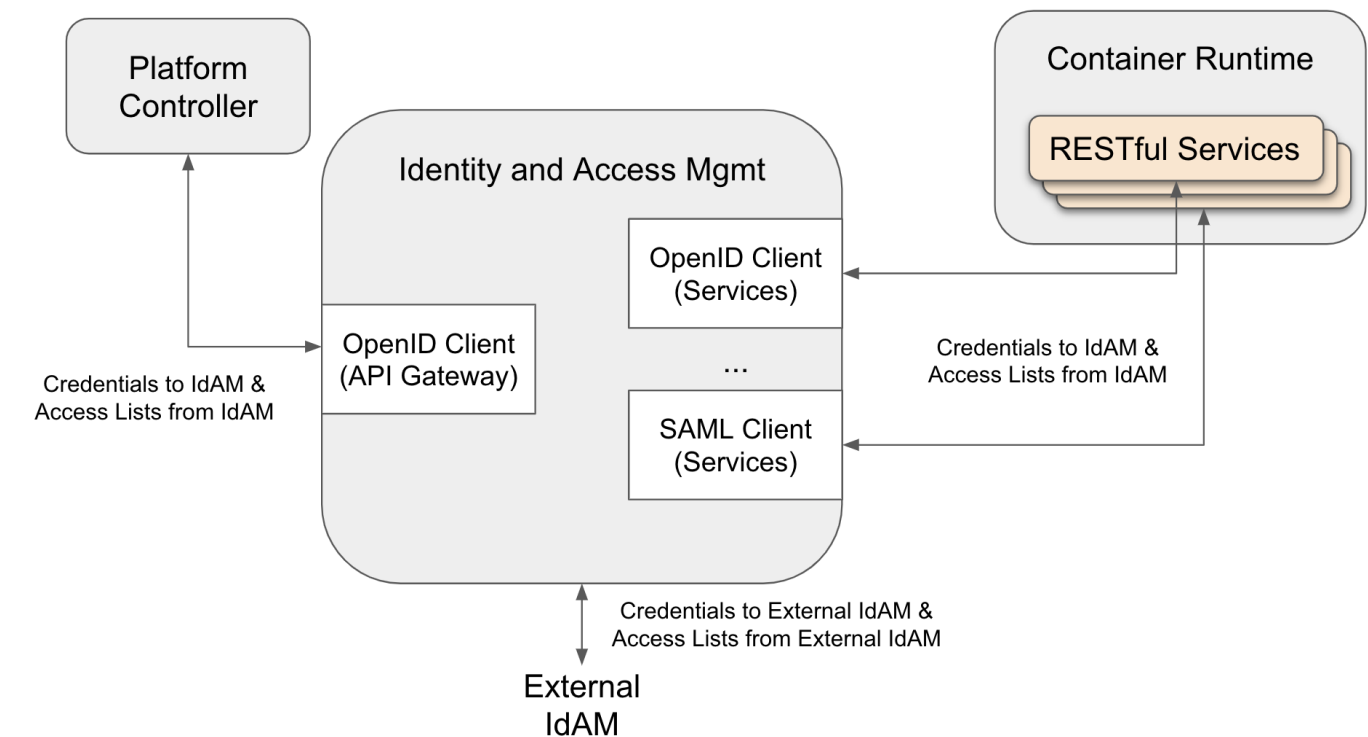 Platform
Controller
Container Runtime
RESTful Services
Identity and Access Mgmt
OpenID Client
(Services)
OpenID Client
(API Gateway)
...
SAML Client
(Services)
Credentials to IdAM &
Access Lists from IdAM
Credentials to IdAM &
Access Lists from IdAM
Credentials to External IdAM &
Access Lists from External IdAM
External
IdAM